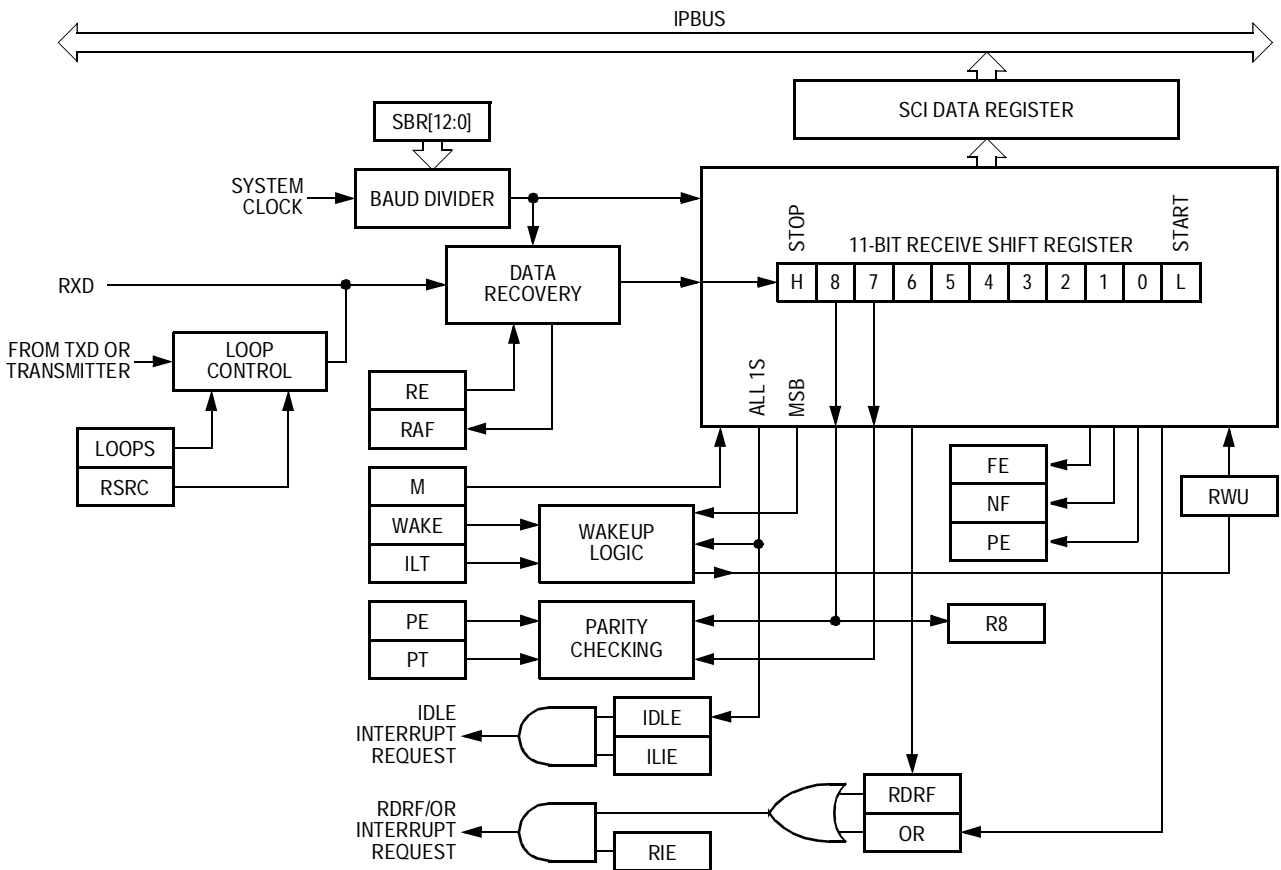 IPBUS
SCI DATA REGISTER
SBR[12:0]
SYSTEM
CLOCK
BAUD DIVIDER
STOP
11-BIT RECEIVE SHIFT REGISTER
START
H 8 7 6 5 4 3 2 1 0 L
RXD
DATA
RECOVERY
FROM TXD OR
TRANSMITTER
LOOP
CONTROL
ALL 1S
MSB
RE
RAF
LOOPS
RSRC
M
WAKE
ILT
WAKEUP
LOGIC
FE
NF
PE
RWU
PE
PT
PARITY
CHECKING
R8
IDLE
INTERRUPT
REQUEST
IDLE
ILIE
RDRF/OR
INTERRUPT
REQUEST
RIE
RDRF
OR